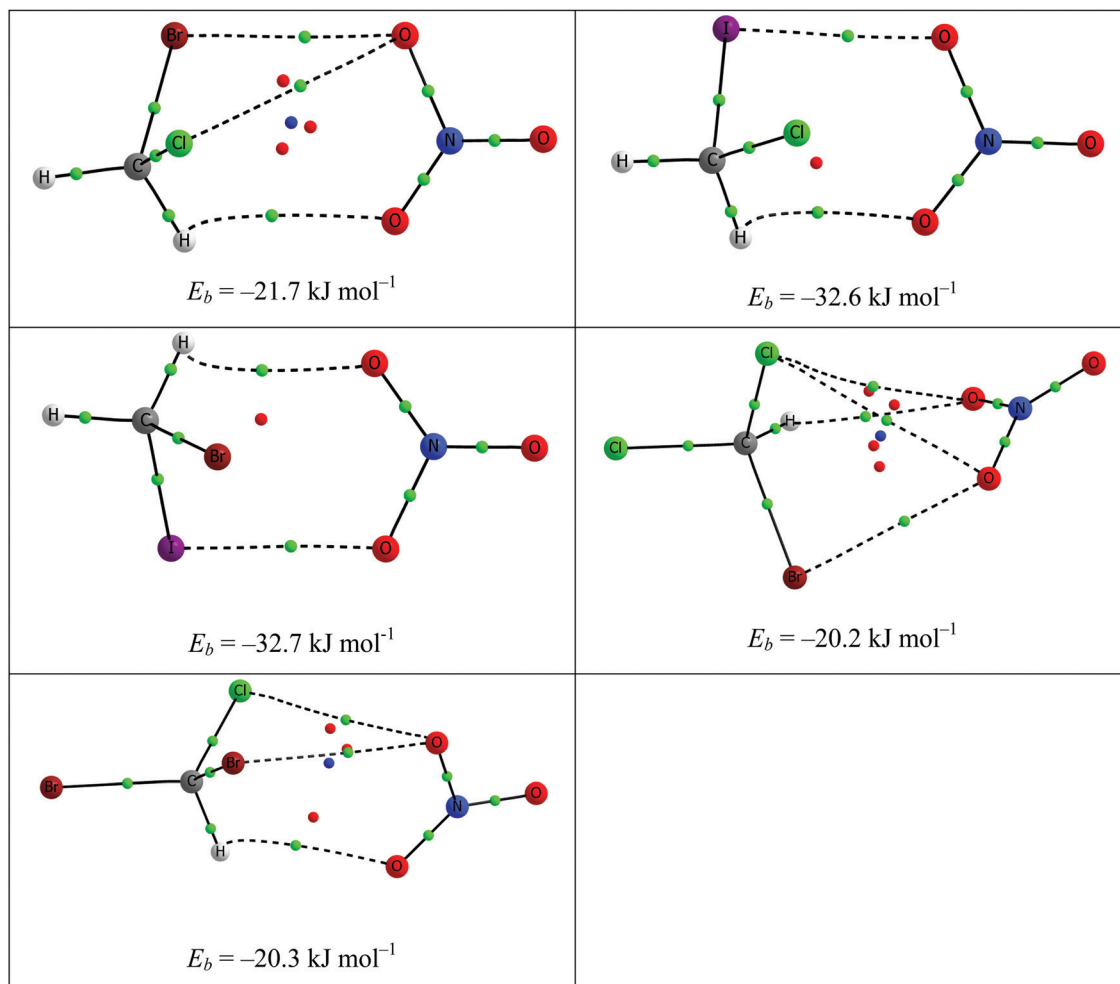 Br O
Cl
N O
C
H
O
H
E_b = –21.7 kJ mol⁻¹
I O
Cl
N O
H C
O
H
E_b = –32.6 kJ mol⁻¹
H
O
H C
N O
Br
I O
E_b = –32.7 kJ mol⁻¹
Cl O
O N
H
Cl C
O
Br
E_b = –20.2 kJ mol⁻¹
Cl
O
Br
Br C O
N
H O
E_b = –20.3 kJ mol⁻¹